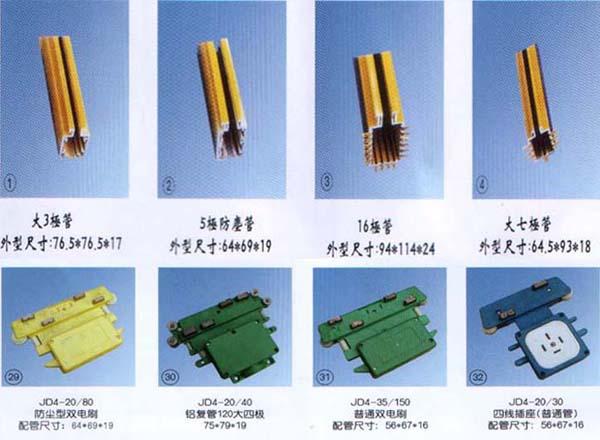 ①
②
③
④
大3極管
5極防塵管
16極管
大七極管
外型尺寸:76.5*76.5*17
外型尺寸:64*69*19
外型尺寸:94*114*24
外型尺寸:64.5*93*18
㉙
㉚
㉛
㉜
JD4-20/80
JD4-20/40
JD4-35/150
JD4-20/30
防尘型双电刷
铝复管120大四极
普通双电刷
四线插座(普通管)
配管尺寸: 64*69*19
75*79*19
配管尺寸: 56*67*16
配管尺寸: 56*67*16